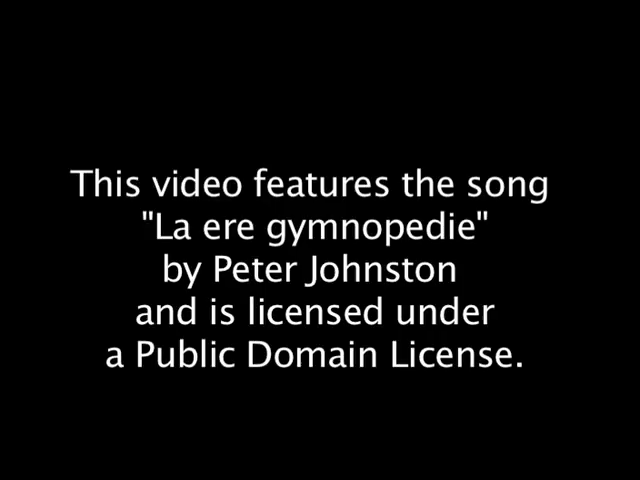 This video features the song
"La ere gymnopedie"
by Peter Johnston
and is licensed under
a Public Domain License.